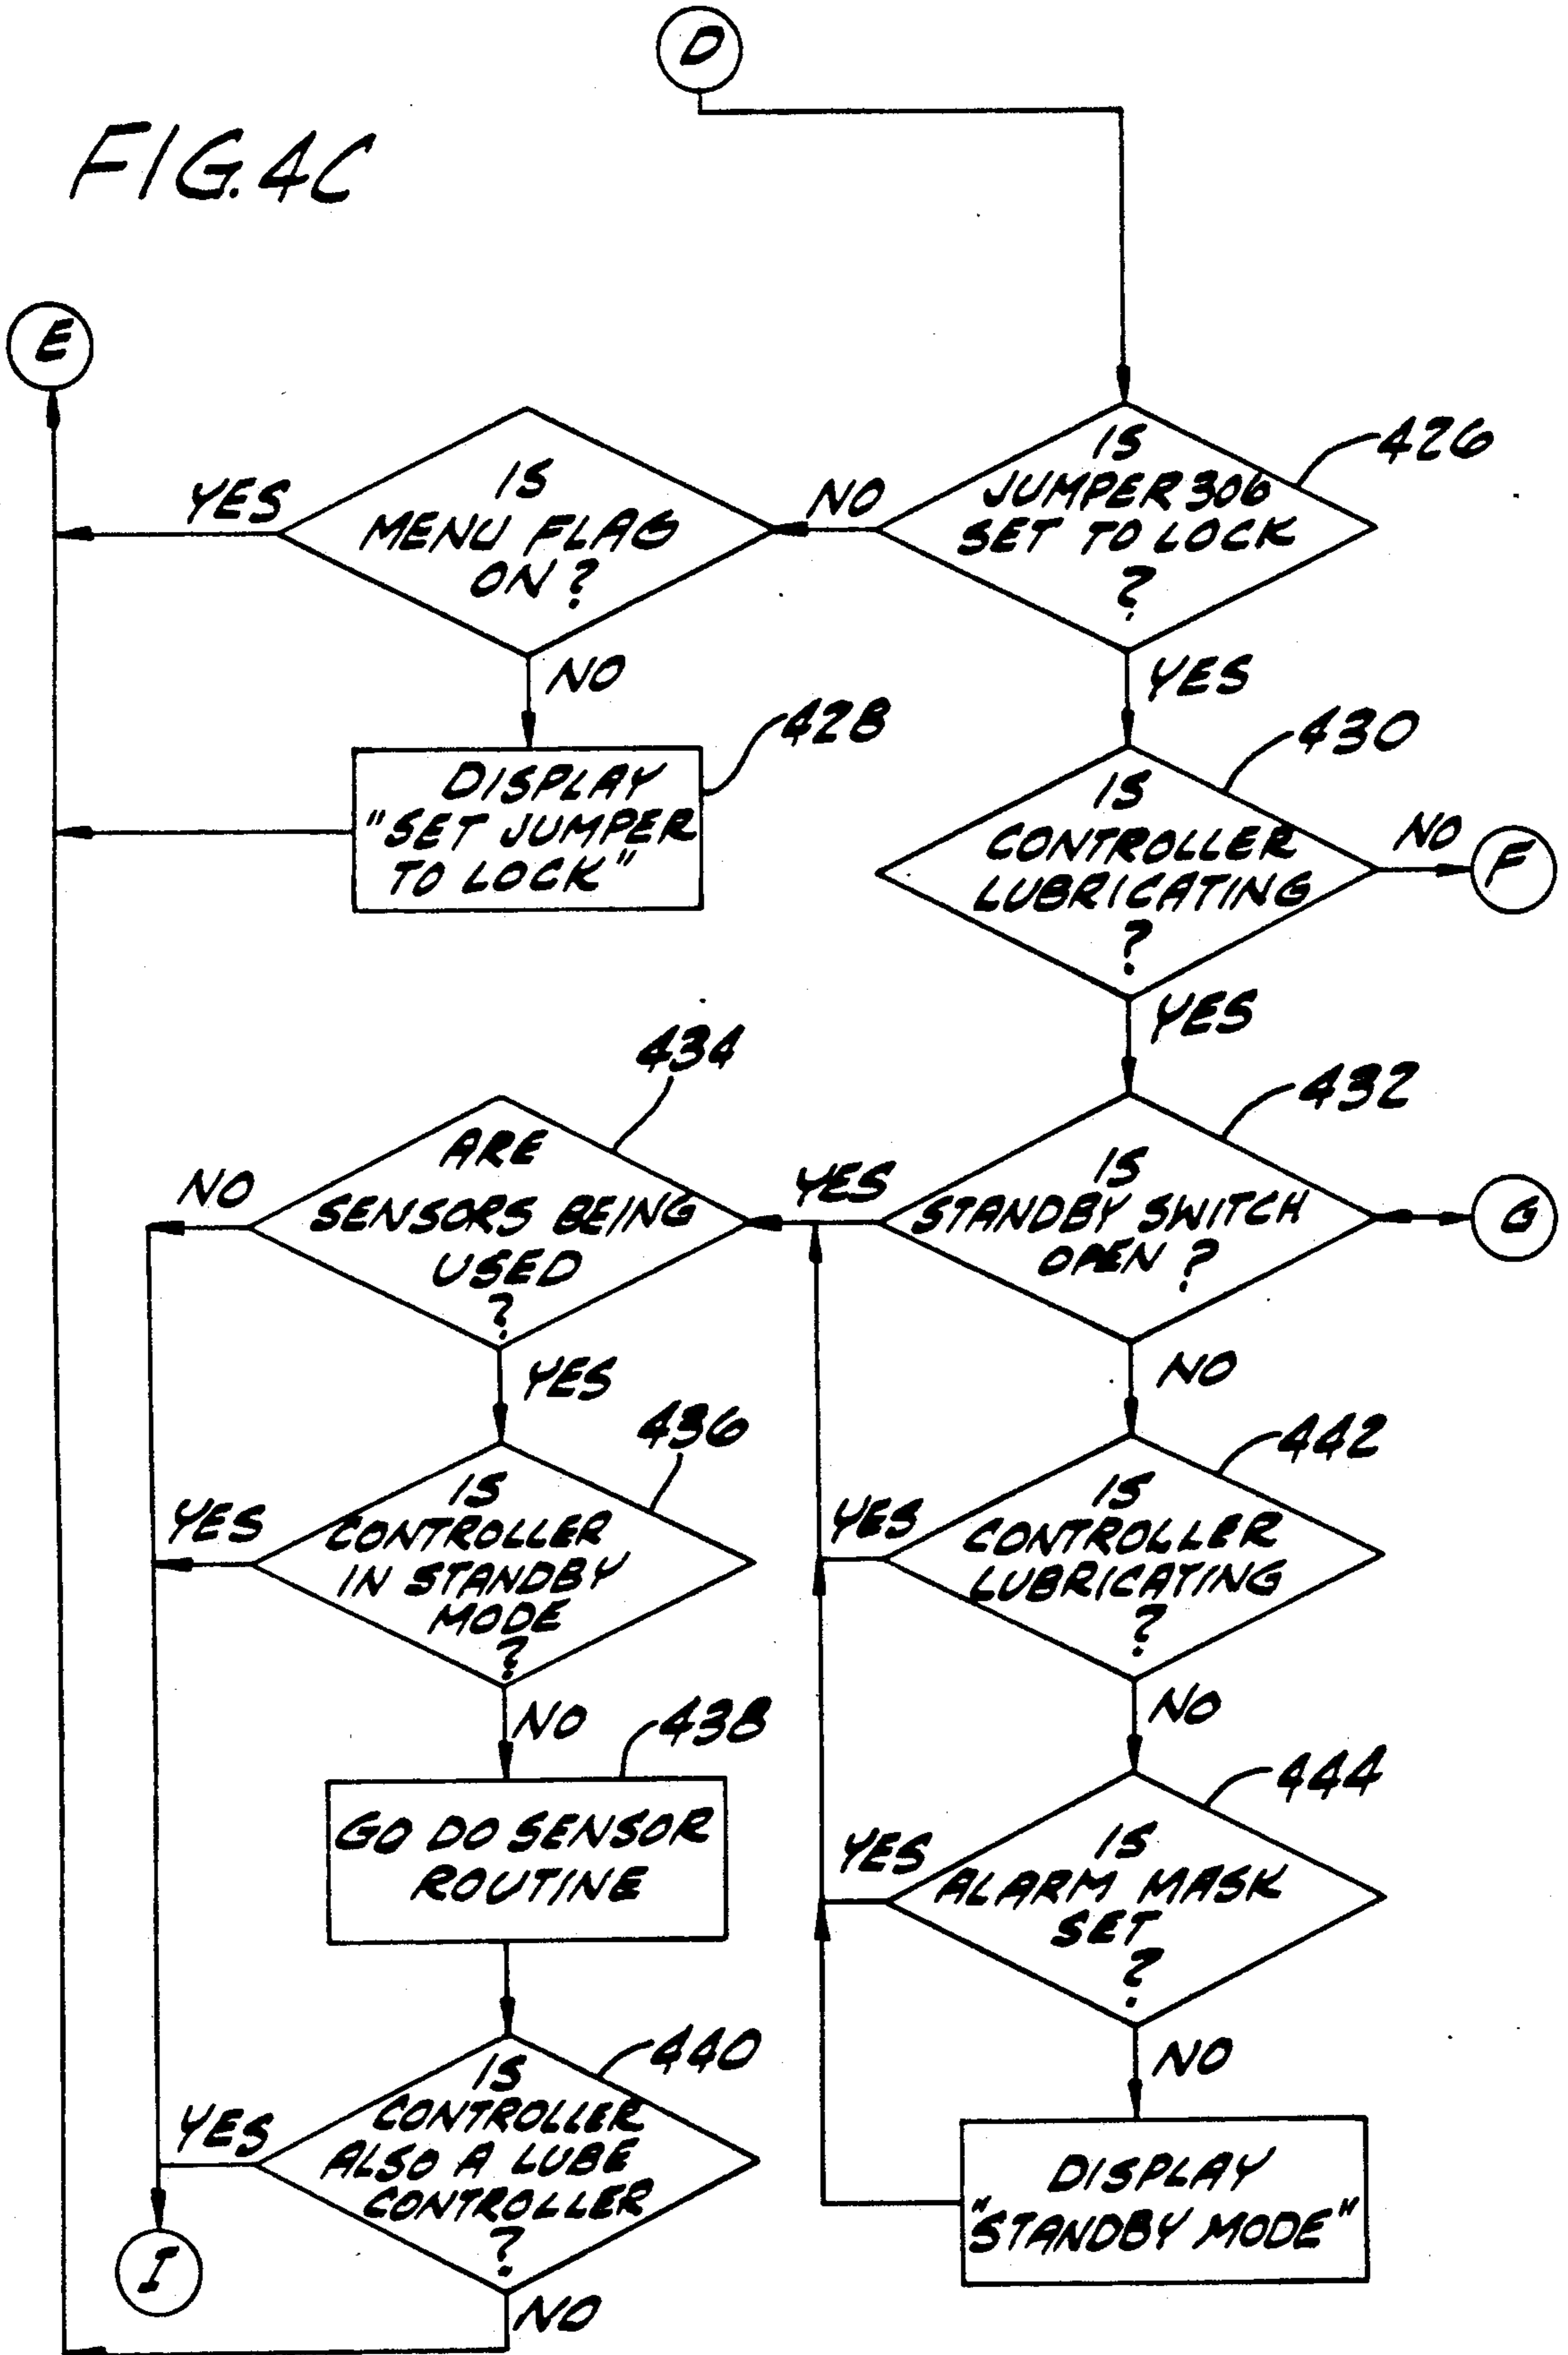 D
FIG. 4C
E
IS
JUMPER 306
SET TO LOCK
?
426
NO
YES
IS
MENU FLAG
ON?
YES
NO
DISPLAY
"SET JUMPER
TO LOCK"
428
IS
CONTROLLER
LUBRICATING
?
430
NO
F
YES
IS
STANDBY SWITCH
OPEN?
432
G
YES
NO
ARE
SENSORS BEING
USED
?
434
NO
YES
IS
CONTROLLER
IN STANDBY
MODE
?
436
YES
NO
IS
CONTROLLER
LUBRICATING
?
442
YES
NO
GO DO SENSOR
ROUTINE
438
IS
ALARM MASK
SET
?
444
YES
NO
IS
CONTROLLER
ALSO A LUBE
CONTROLLER
?
440
YES
NO
DISPLAY
"STANDBY MODE"
I